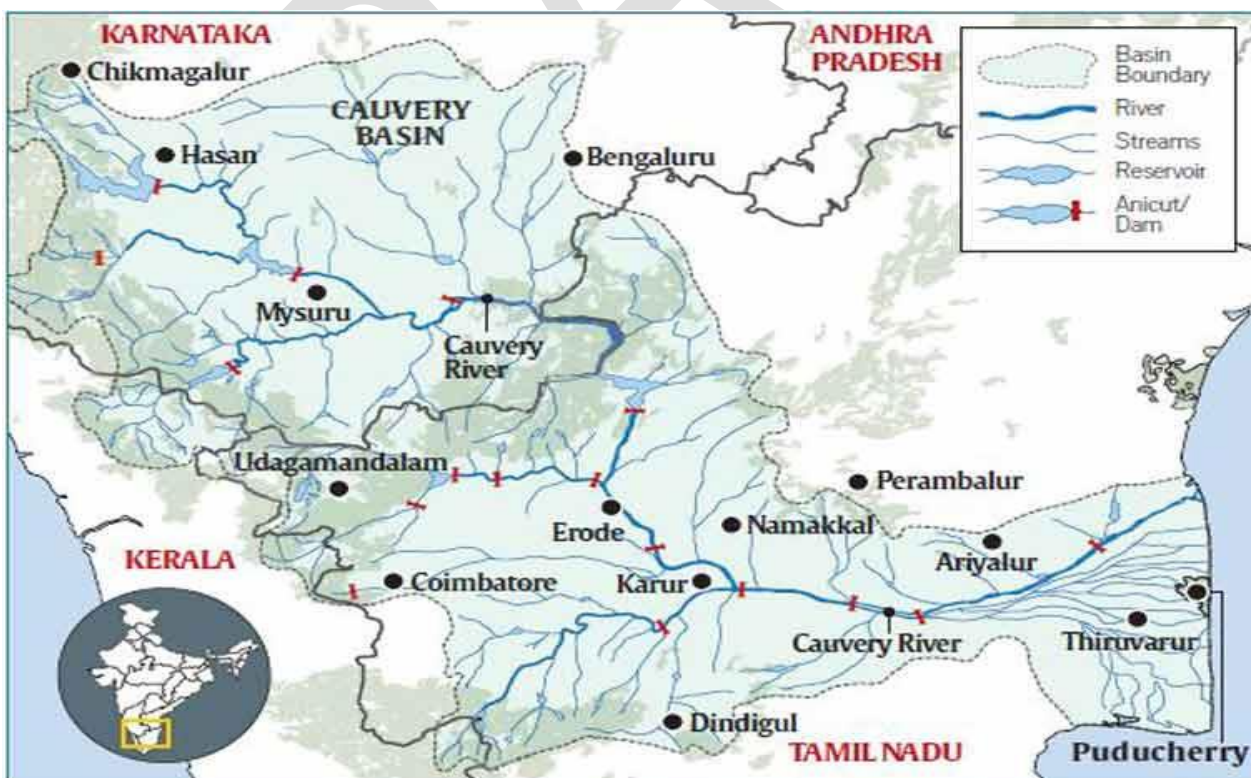 KARNATAKA
Chikmagalur
ANDHRA
PRADESH
CAUVERY
BASIN
Hasan
Bengaluru
Basin
Boundary
River
Streams
Reservoir
Anicut/
Dam
Mysuru
Cauvery
River
Udagamandalam
Perambalur
Erode
Namakkal
Ariyalur
KERALA
Coimbatore
Karur
Cauvery River
Thiruvarur
Dindigul
TAMIL NADU
Puducherry